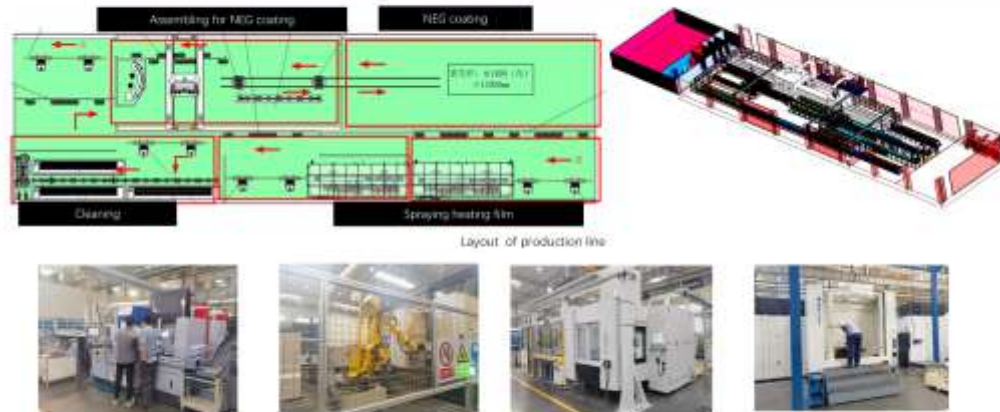 Assembling for NEG coating
NEG coating
Cleaning
Spraying heating film
Layout of production line